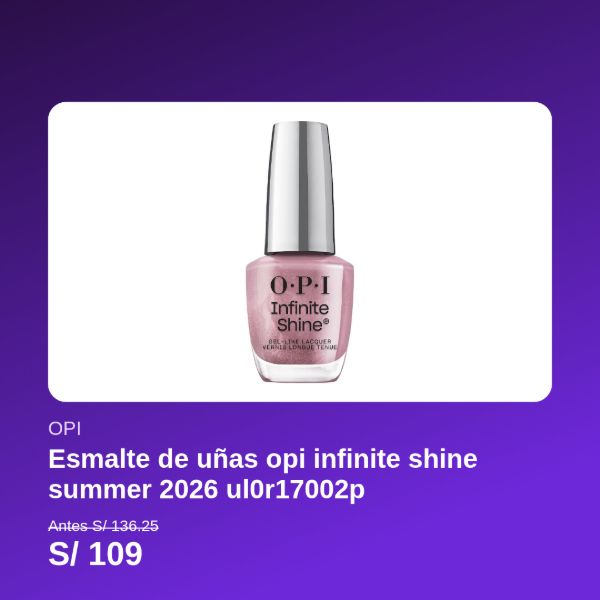 O·P·I
Infinite
Shine®
GEL-LIKE LACQUER
VERNIS LONGUE TENUE
OPI
Esmalte de uñas opi infinite shine
summer 2026 ul0r17002p
Antes S/ 136.25
S/ 109